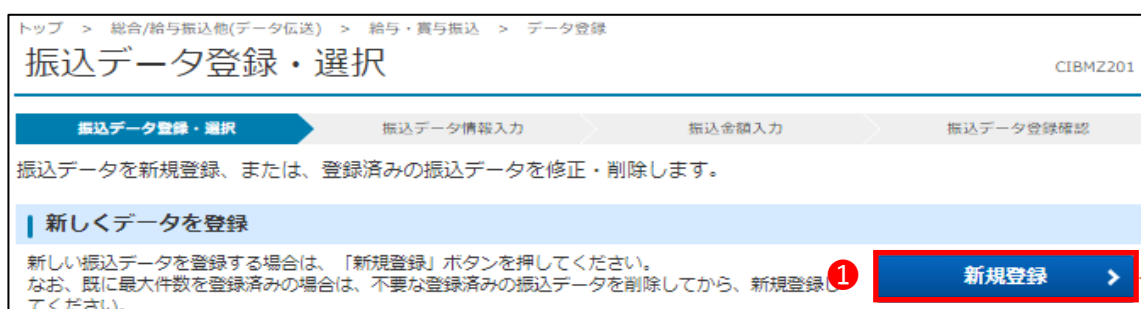 トップ > 総合/給与振込他(データ伝送) > 給与・賞与振込 > データ登録
振込データ登録・選択
CIBMZ201
振込データ登録・選択 振込データ情報入力 振込金額入力 振込データ登録確認
振込データを新規登録、または、登録済みの振込データを修正・削除します。
新しくデータを登録
新しい振込データを登録する場合は、「新規登録」ボタンを押してください。
なお、既に最大件数を登録済みの場合は、不要な登録済みの振込データを削除してから、新規登録し
てください。
1 新規登録